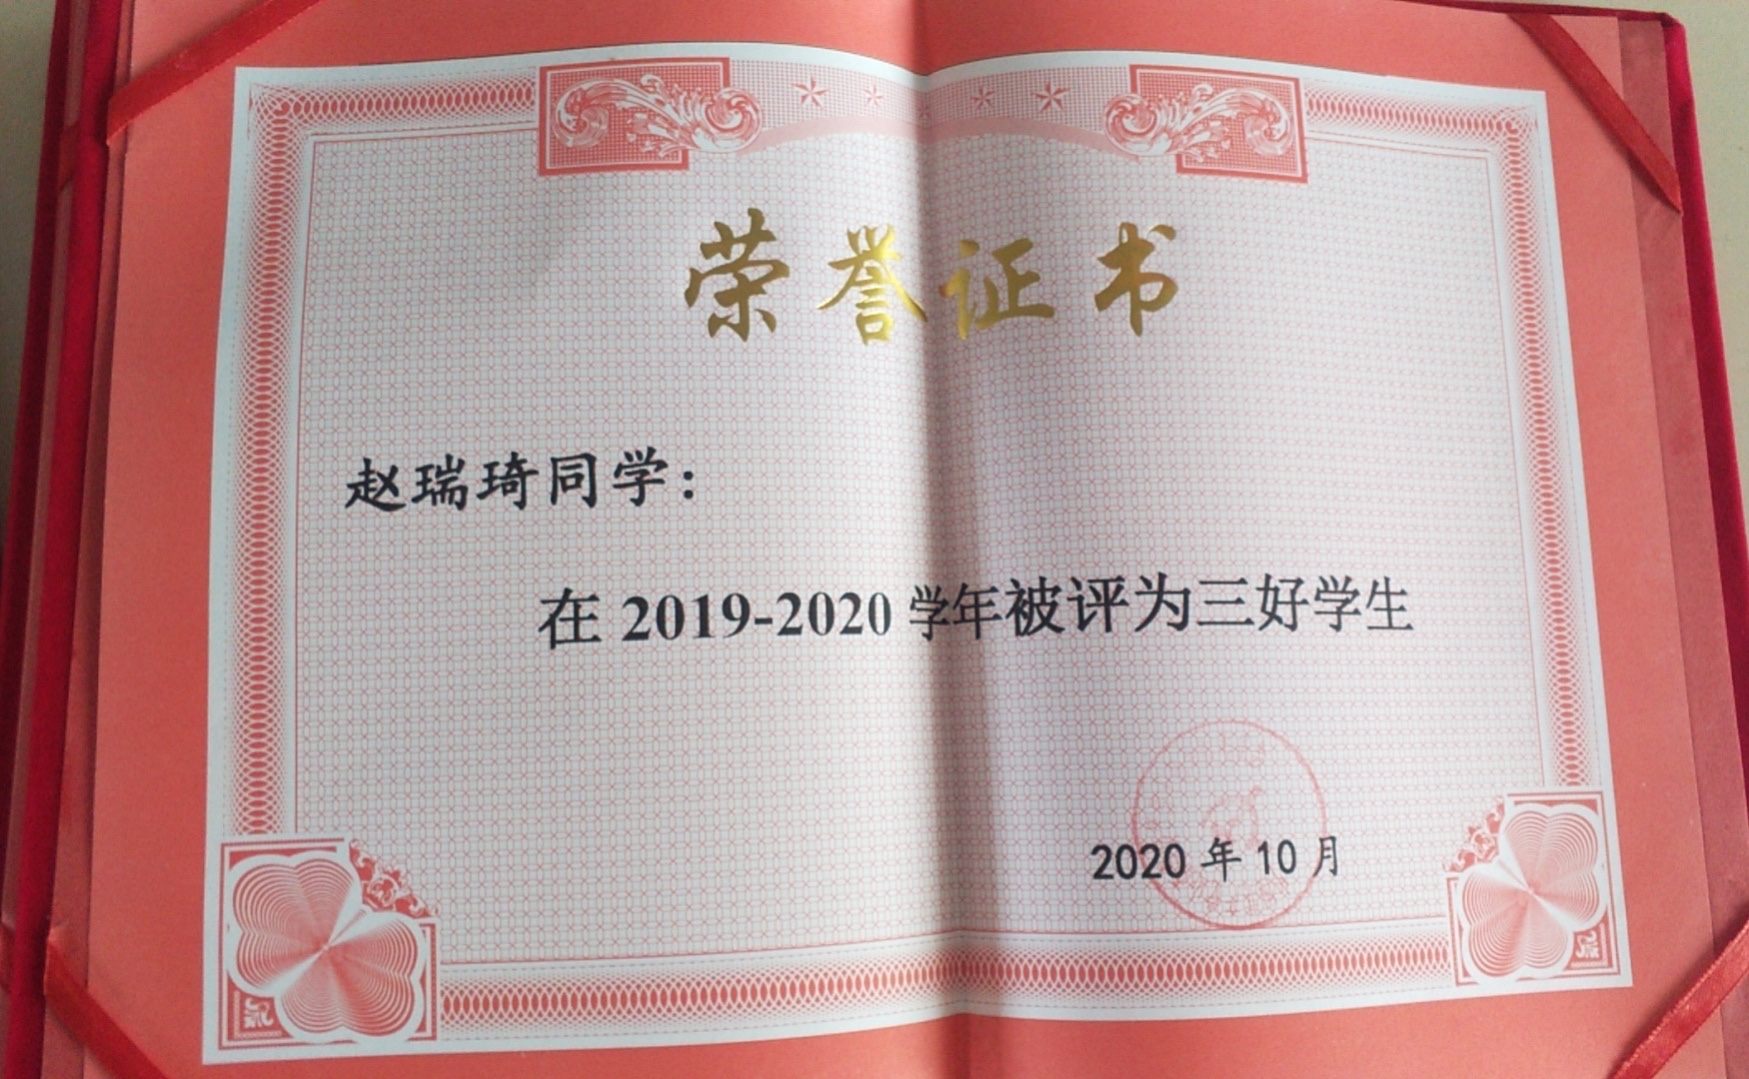 荣誉证书
赵瑞琦同学：
在 2019-2020 学年被评为三好学生
2020 年 10 月